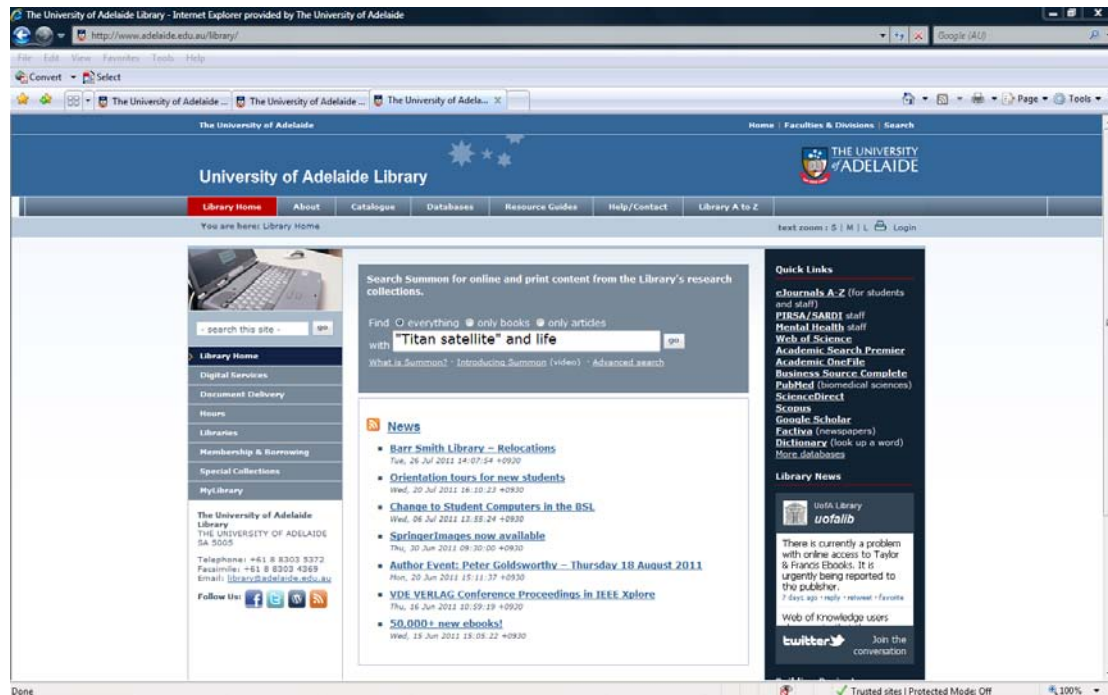 The University of Adelaide Library - Internet Explorer provided by The University of Adelaide
http://www.adelaide.edu.au/library/
Google (AU)
File Edit View Favorites Tools Help
Convert Select
The University of Adelaide ... The University of Adelaide ... The University of Adela... X
Page Tools
The University of Adelaide
Home | Faculties & Divisions | Search
University of Adelaide Library
THE UNIVERSITY
of ADELAIDE
Library Home About Catalogue Databases Resource Guides Help/Contact Library A to Z
You are here: Library Home
text zoom : S | M | L Login
- search this site - go
Library Home
Digital Services
Document Delivery
Hours
Libraries
Membership & Borrowing
Special Collections
MyLibrary
The University of Adelaide
Library
THE UNIVERSITY OF ADELAIDE
SA 5005
Telephone: +61 8 8303 5372
Facsimile: +61 8 8303 4369
Email: library@adelaide.edu.au
Follow Us:
Search Summon for online and print content from the Library's research
collections.
Find everything only books only articles
with "Titan satellite" and life go
What is Summon? · Introducing Summon (video) · Advanced search
News
Barr Smith Library – Relocations
Tue, 26 Jul 2011 14:07:54 +0930
Orientation tours for new students
Wed, 20 Jul 2011 16:10:23 +0930
Change to Student Computers in the BSL
Wed, 06 Jul 2011 13:55:24 +0930
SpringerImages now available
Thu, 30 Jun 2011 09:30:00 +0930
Author Event: Peter Goldsworthy – Thursday 18 August 2011
Mon, 20 Jun 2011 15:11:37 +0930
VDE VERLAG Conference Proceedings in IEEE Xplore
Thu, 16 Jun 2011 10:59:19 +0930
50,000+ new ebooks!
Wed, 15 Jun 2011 15:05:22 +0930
Quick Links
eJournals A-Z (for students
and staff)
PIRSA/SARDI staff
Mental Health staff
Web of Science
Academic Search Premier
Academic OneFile
Business Source Complete
PubMed (biomedical sciences)
ScienceDirect
Scopus
Google Scholar
Factiva (newspapers)
Dictionary (look up a word)
More databases
Library News
UofA Library
uofalib
There is currently a problem
with online access to Taylor
& Francis Ebooks. It is
urgently being reported to
the publisher.
7 days ago · reply · retweet · favorite
Web of Knowledge users
twitter Join the
conversation
Done
Trusted sites | Protected Mode: Off
100%